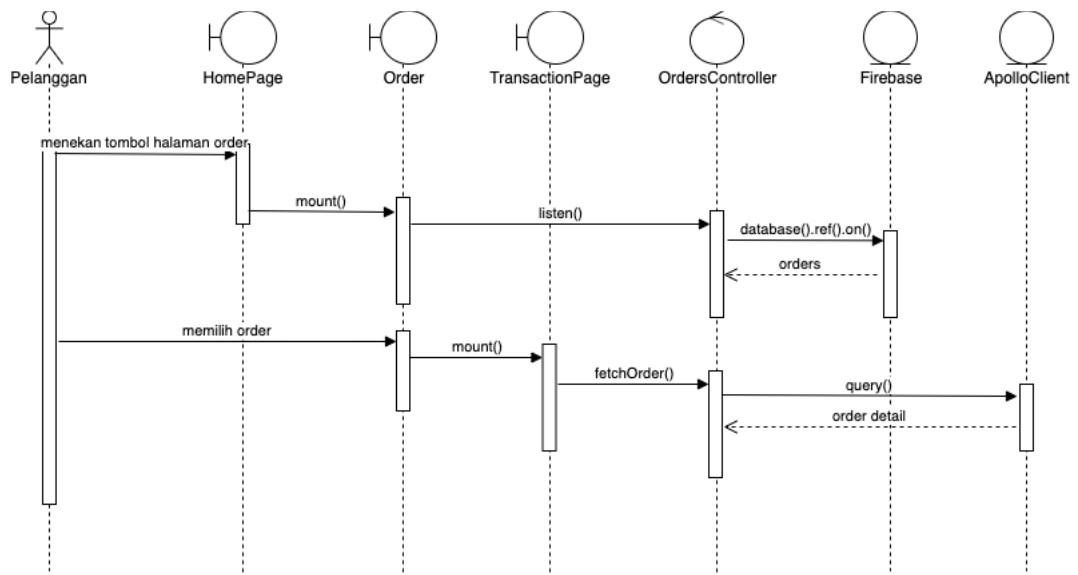 Pelanggan
HomePage
Order
TransactionPage
OrdersController
Firebase
ApolloClient
menekan tombol halaman order
mount()
listen()
database().ref().on()
orders
memilih order
mount()
fetchOrder()
query()
order detail